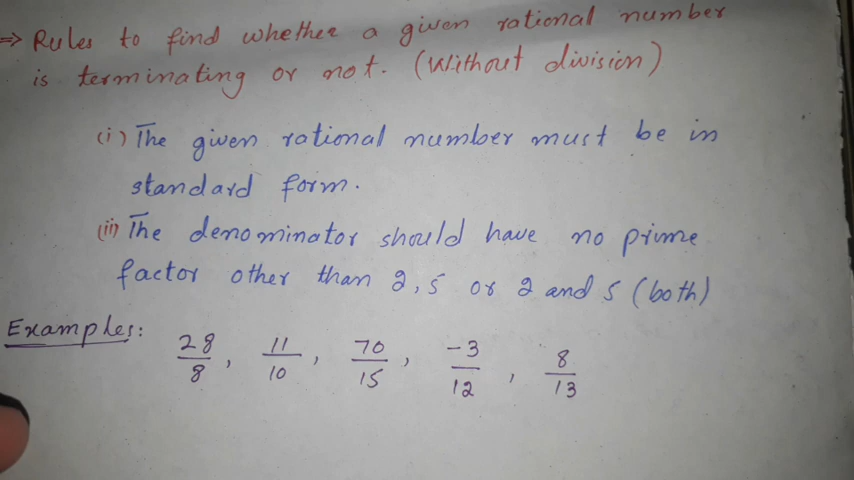 ⇒ Rules to find whether a given rational number
is terminating or not. (Without division)
(i) The given rational number must be in
standard form.
(ii) The denominator should have no prime
factor other than 2, 5 or 2 and 5 (both)
Examples: 28/8, 11/10, 70/15, -3/12, 8/13